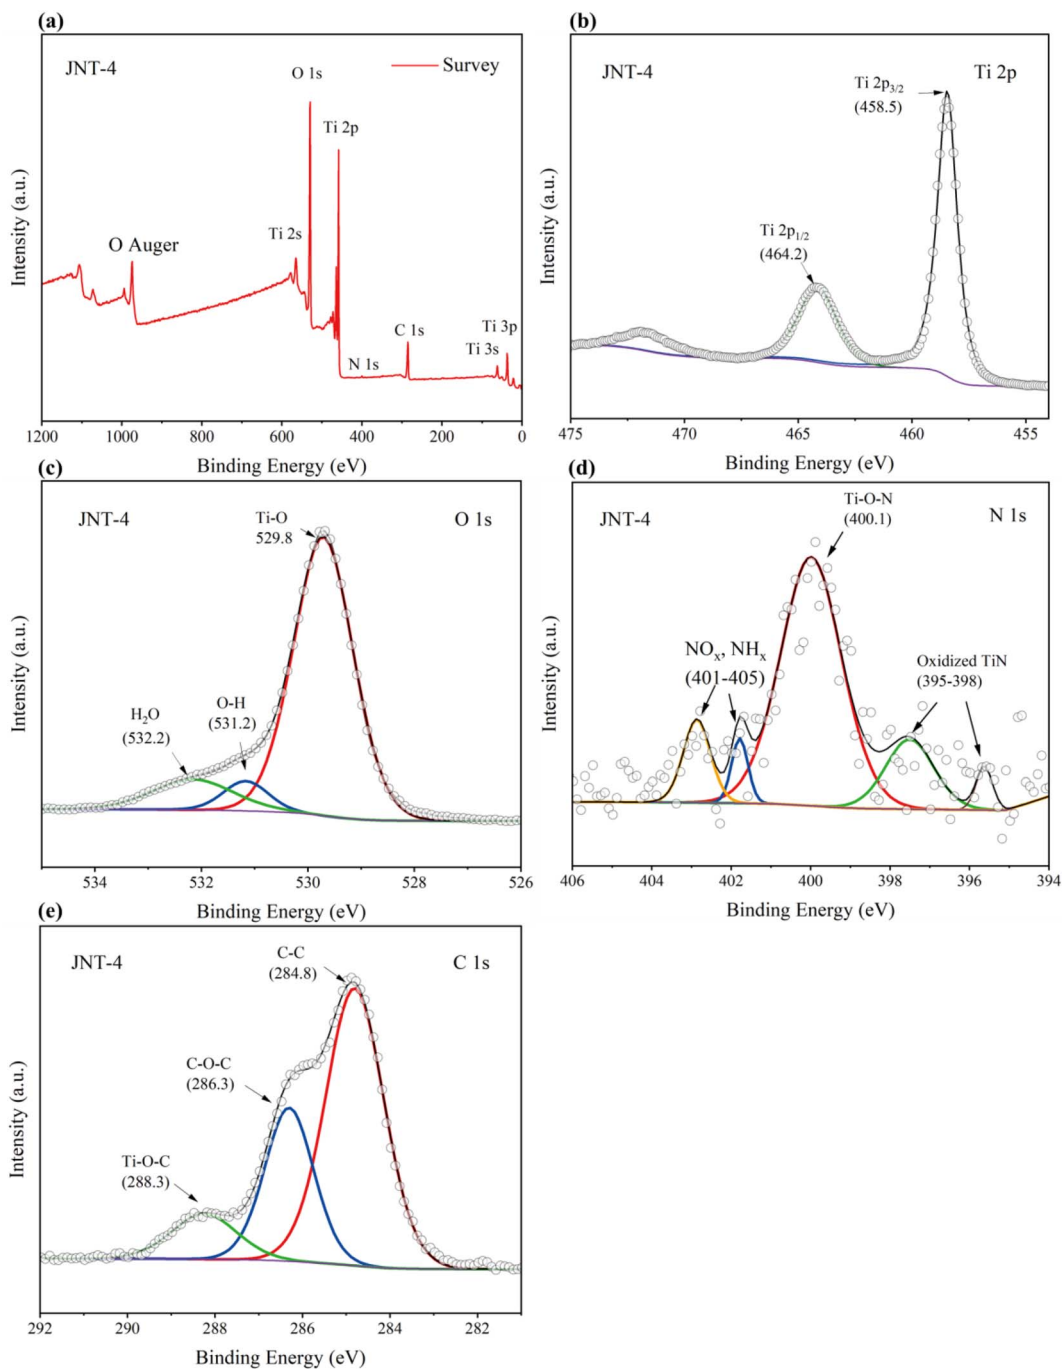 (a)
JNT-4
Survey
O 1s
Ti 2p
Ti 2s
O Auger
N 1s
C 1s
Ti 3p
Ti 3s
Intensity (a.u.)
1200 1000 800 600 400 200 0
Binding Energy (eV)
(b)
JNT-4
Ti 2p
Ti 2p3/2
(458.5)
Ti 2p1/2
(464.2)
Intensity (a.u.)
475 470 465 460 455
Binding Energy (eV)
(c)
JNT-4
O 1s
Ti-O
529.8
O-H
(531.2)
H2O
(532.2)
Intensity (a.u.)
534 532 530 528 526
Binding Energy (eV)
(d)
JNT-4
N 1s
Ti-O-N
(400.1)
NOx, NHx
(401-405)
Oxidized TiN
(395-398)
Intensity (a.u.)
406 404 402 400 398 396 394
Binding Energy (eV)
(e)
JNT-4
C 1s
C-C
(284.8)
C-O-C
(286.3)
Ti-O-C
(288.3)
Intensity (a.u.)
292 290 288 286 284 282
Binding Energy (eV)